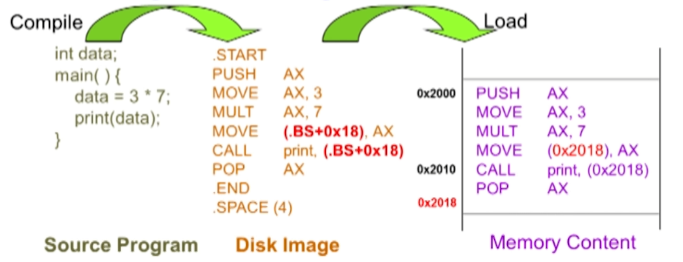 Compile
Load
int data;
main( ) {
data = 3 * 7;
print(data);
}
.START
PUSH AX
MOVE AX, 3
MULT AX, 7
MOVE (.BS+0x18), AX
CALL print, (.BS+0x18)
POP AX
.END
.SPACE (4)
0x2000 PUSH AX
MOVE AX, 3
MULT AX, 7
MOVE (0x2018), AX
0x2010 CALL print, (0x2018)
POP AX
0x2018
Source Program
Disk Image
Memory Content